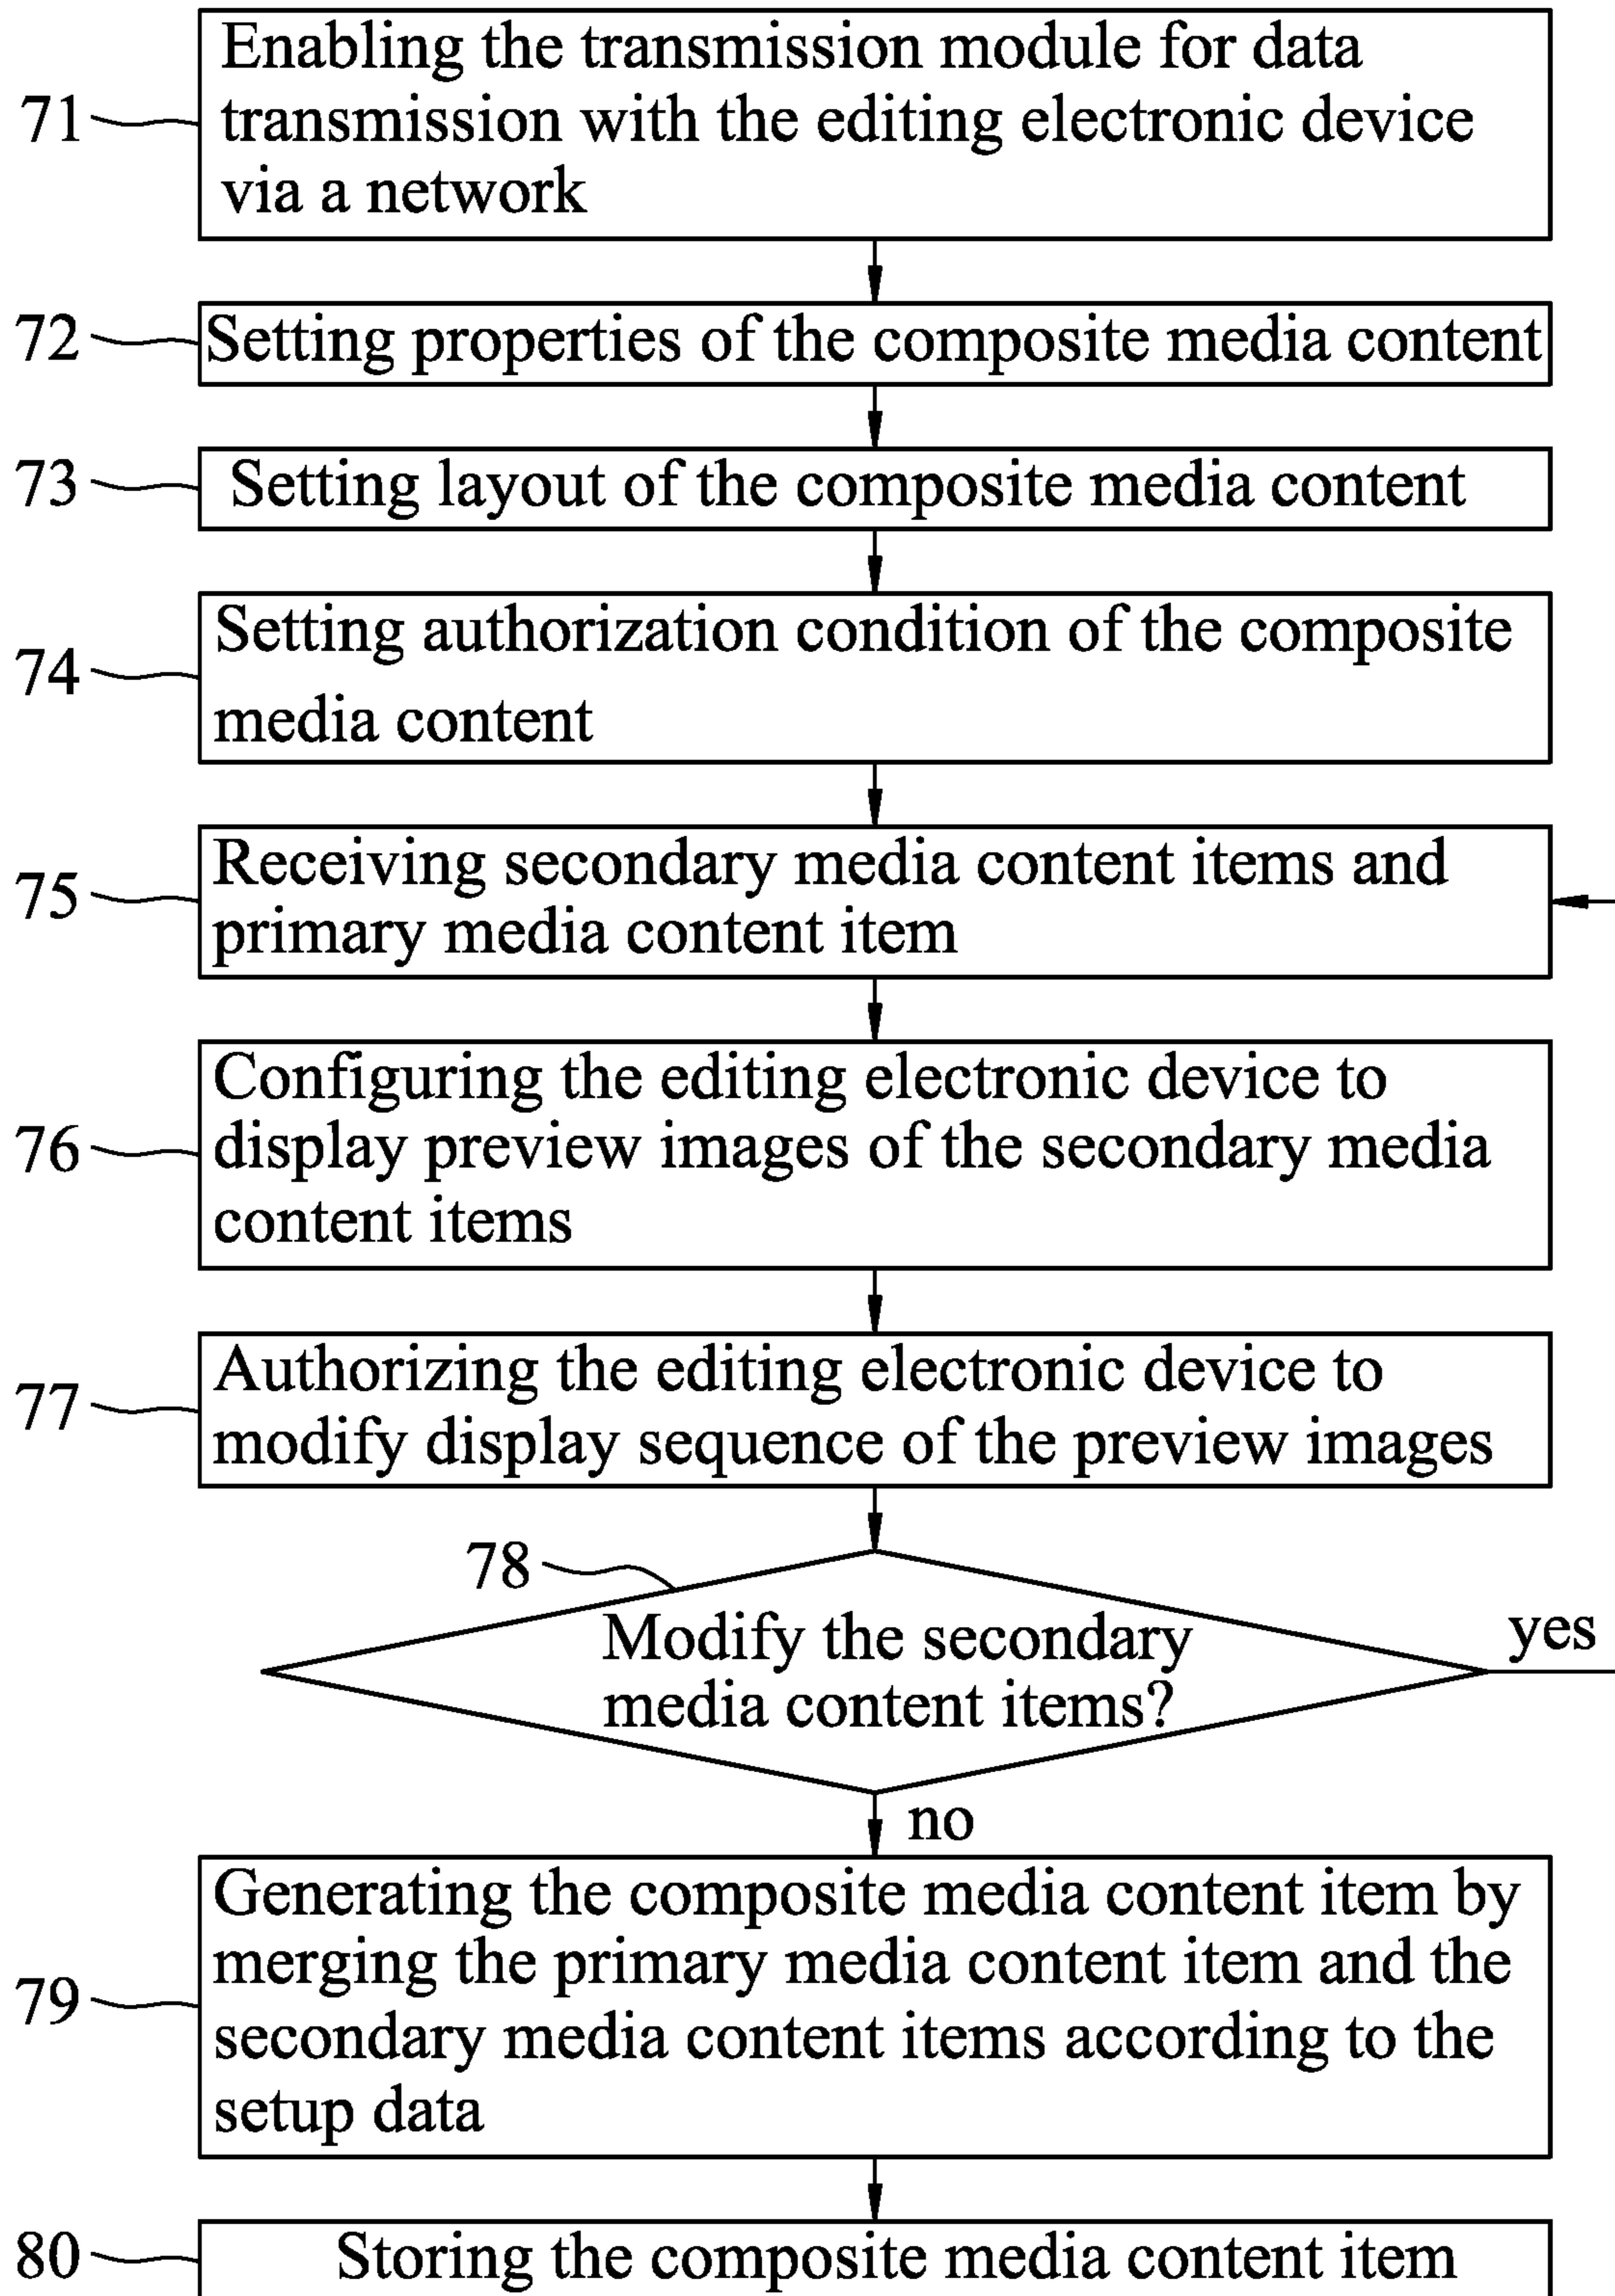 71
Enabling the transmission module for data
transmission with the editing electronic device
via a network
72
Setting properties of the composite media content
73
Setting layout of the composite media content
74
Setting authorization condition of the composite
media content
75
Receiving secondary media content items and
primary media content item
76
Configuring the editing electronic device to
display preview images of the secondary media
content items
77
Authorizing the editing electronic device to
modify display sequence of the preview images
78
Modify the secondary
media content items?
yes
no
79
Generating the composite media content item by
merging the primary media content item and the
secondary media content items according to the
setup data
80
Storing the composite media content item